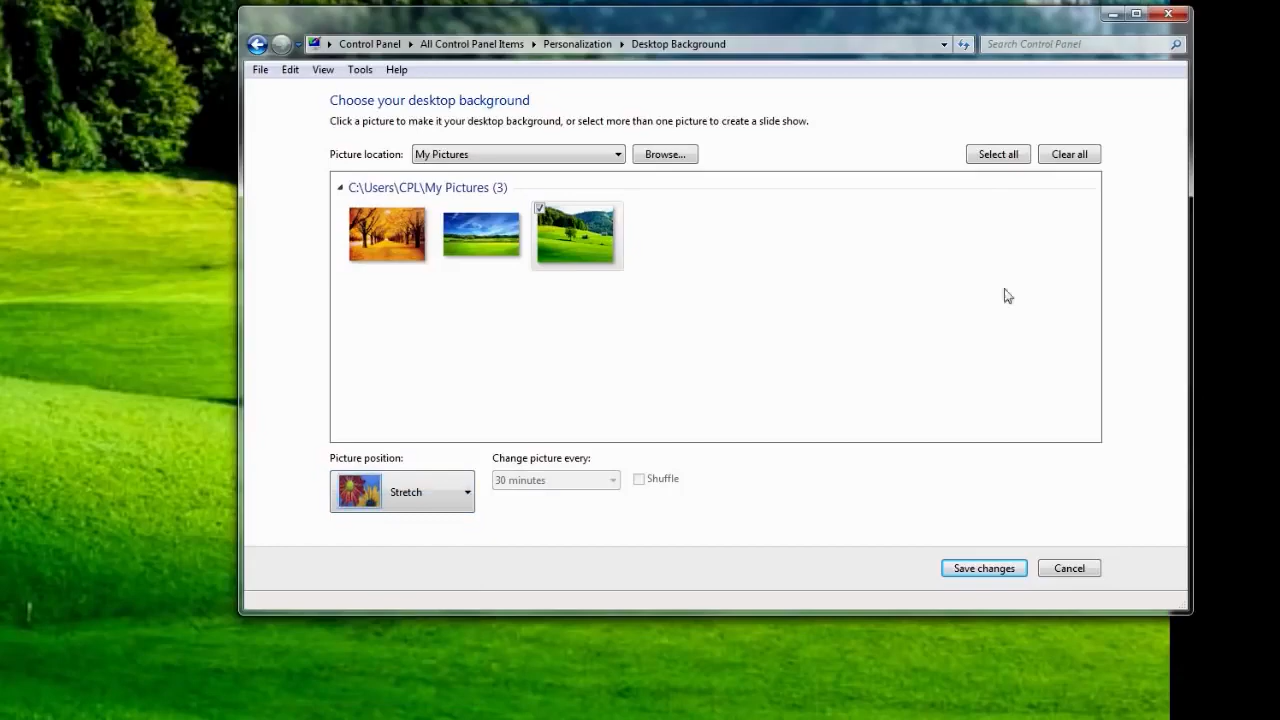 Control Panel All Control Panel Items Personalization Desktop Background Search Control Panel
File Edit View Tools Help
Choose your desktop background
Click a picture to make it your desktop background, or select more than one picture to create a slide show.
Picture location: My Pictures Browse... Select all Clear all
C:\Users\CPL\My Pictures (3)
Picture position: Change picture every:
Stretch 30 minutes Shuffle
Save changes Cancel